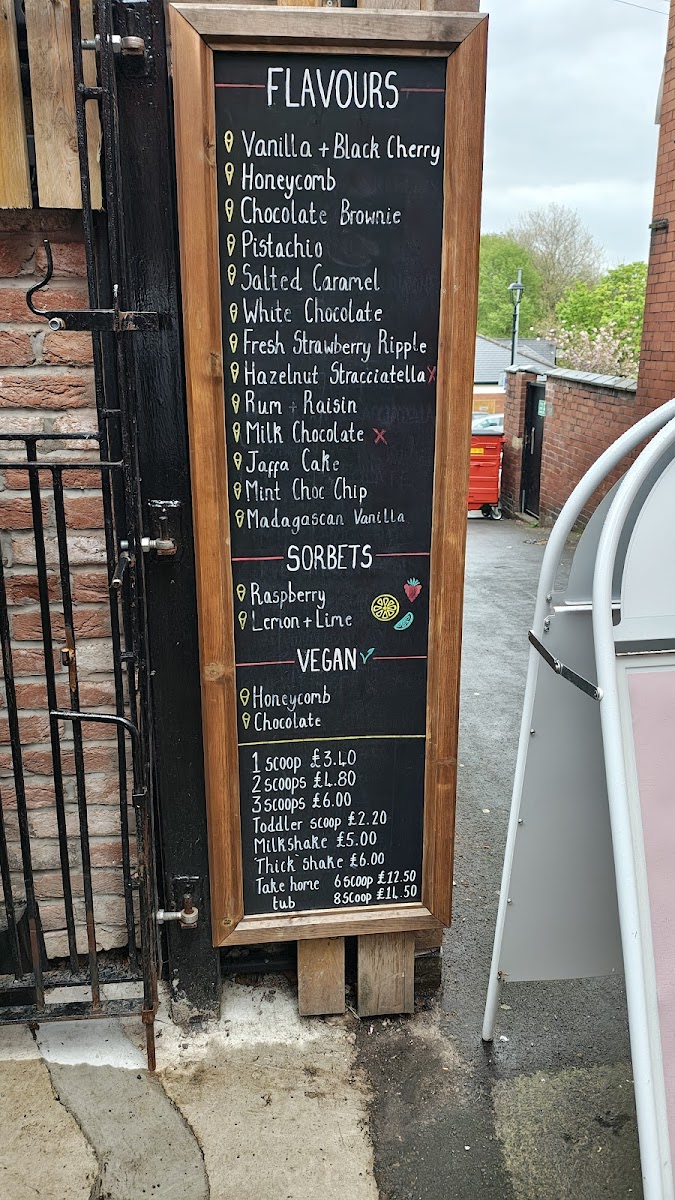 FLAVOURS
Vanilla + Black Cherry
Honeycomb
Chocolate Brownie
Pistachio
Salted Caramel
White Chocolate
Fresh Strawberry Ripple
Hazelnut Stracciatella X
Rum + Raisin
Milk Chocolate X
Jaffa Cake
Mint Choc Chip
Madagascan Vanilla
SORBETS
Raspberry
Lemon + Lime
VEGAN ✓
Honeycomb
Chocolate
1 scoop £3.40
2 scoops £4.80
3 scoops £6.00
Toddler scoop £2.20
Milkshake £5.00
Thick shake £6.00
Take home 6 scoop £12.50
tub 8 scoop £14.50